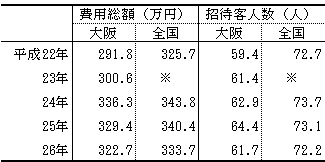 費用総額（万円） 招待客人数（人）
大阪 全国 大阪 全国
平成22年 291.8 325.7 59.4 72.7
23年 300.6 ※ 61.4 ※
24年 336.3 343.8 62.9 73.7
25年 329.4 340.4 64.4 73.1
26年 322.7 333.7 61.7 72.2